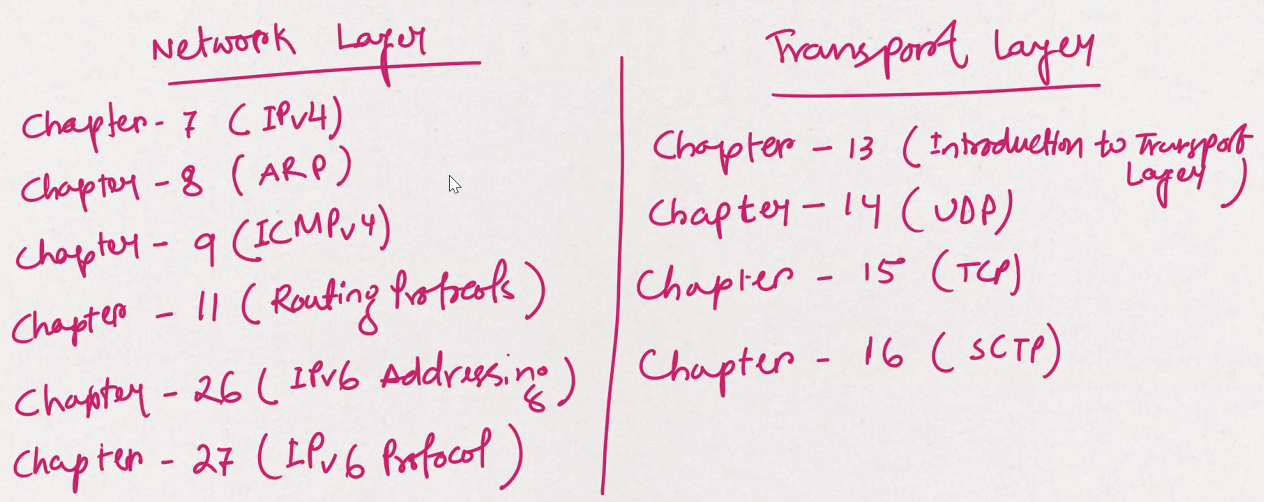 Network Layer
Chapter - 7 (IPv4)
Chapter - 8 (ARP)
Chapter - 9 (ICMPv4)
Chapter - 11 (Routing Protocols)
Chapter - 26 (IPv6 Addressing)
Chapter - 27 (IPv6 Protocol)
Transport Layer
Chapter - 13 (Introduction to Transport
Layer)
Chapter - 14 (UDP)
Chapter - 15 (TCP)
Chapter - 16 (SCTP)